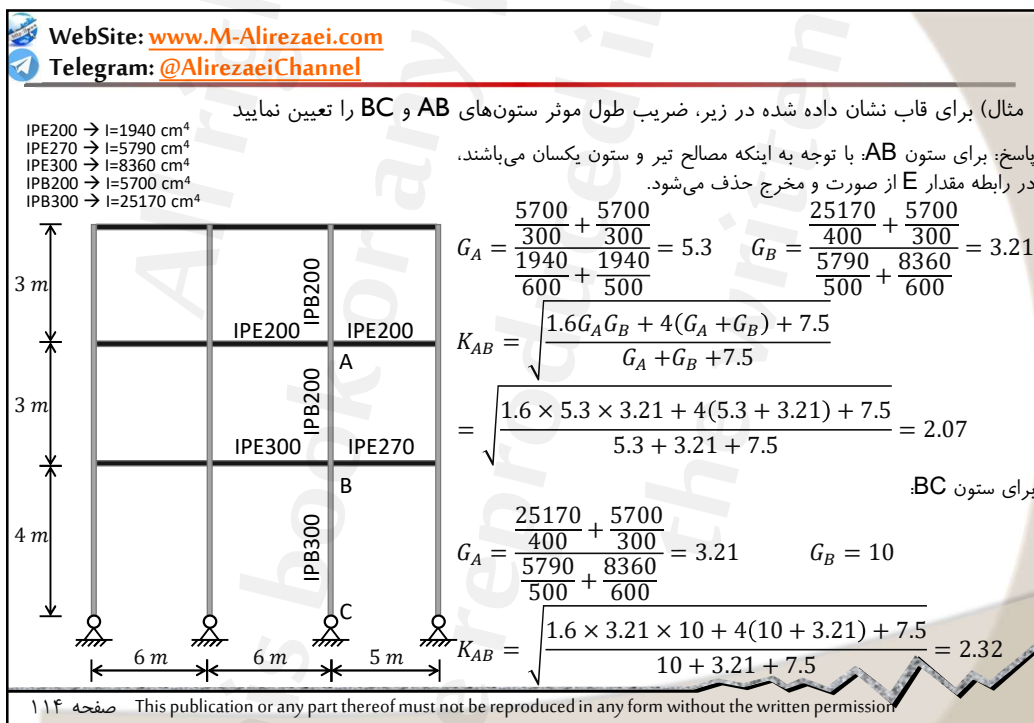 WebSite: www.M-Alirezaei.com
Telegram: @AlirezaeiChannel
مثال) برای قاب نشان داده شده در زیر، ضریب طول موثر ستون‌های AB و BC را تعیین نمایید
IPE200 → I=1940 cm⁴
IPE270 → I=5790 cm⁴
IPE300 → I=8360 cm⁴
IPB200 → I=5700 cm⁴
IPB300 → I=25170 cm⁴
پاسخ: برای ستون AB: با توجه به اینکه مصالح تیر و ستون یکسان می‌باشند،
در رابطه مقدار E از صورت و مخرج حذف می‌شود.
G_A = (5700/300 + 5700/300) / (1940/600 + 1940/500) = 5.3 G_B = (25170/400 + 5700/300) / (5790/500 + 8360/600) = 3.21
K_AB = √((1.6G_A G_B + 4(G_A + G_B) + 7.5) / (G_A + G_B + 7.5))
= √((1.6 × 5.3 × 3.21 + 4(5.3 + 3.21) + 7.5) / (5.3 + 3.21 + 7.5)) = 2.07
برای ستون BC:
G_A = (25170/400 + 5700/300) / (5790/500 + 8360/600) = 3.21 G_B = 10
K_AB = √((1.6 × 3.21 × 10 + 4(10 + 3.21) + 7.5) / (10 + 3.21 + 7.5)) = 2.32
3 m
IPB200
IPE200 IPE200
A
3 m
IPB200
IPE300 IPE270
B
4 m
IPB300
C
6 m 6 m 5 m
صفحه ۱۱۴ This publication or any part thereof must not be reproduced in any form without the written permission